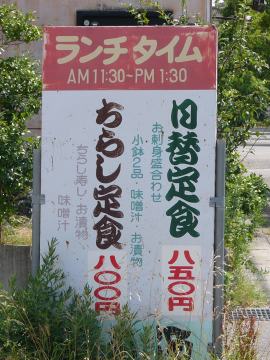 ランチタイム
AM11:30~PM1:30
日替定食
お刺身盛合わせ
小鉢2品・味噌汁・お漬物
八五〇円
ちらし定食
ちらし寿し・お漬物
味噌汁
八〇〇円